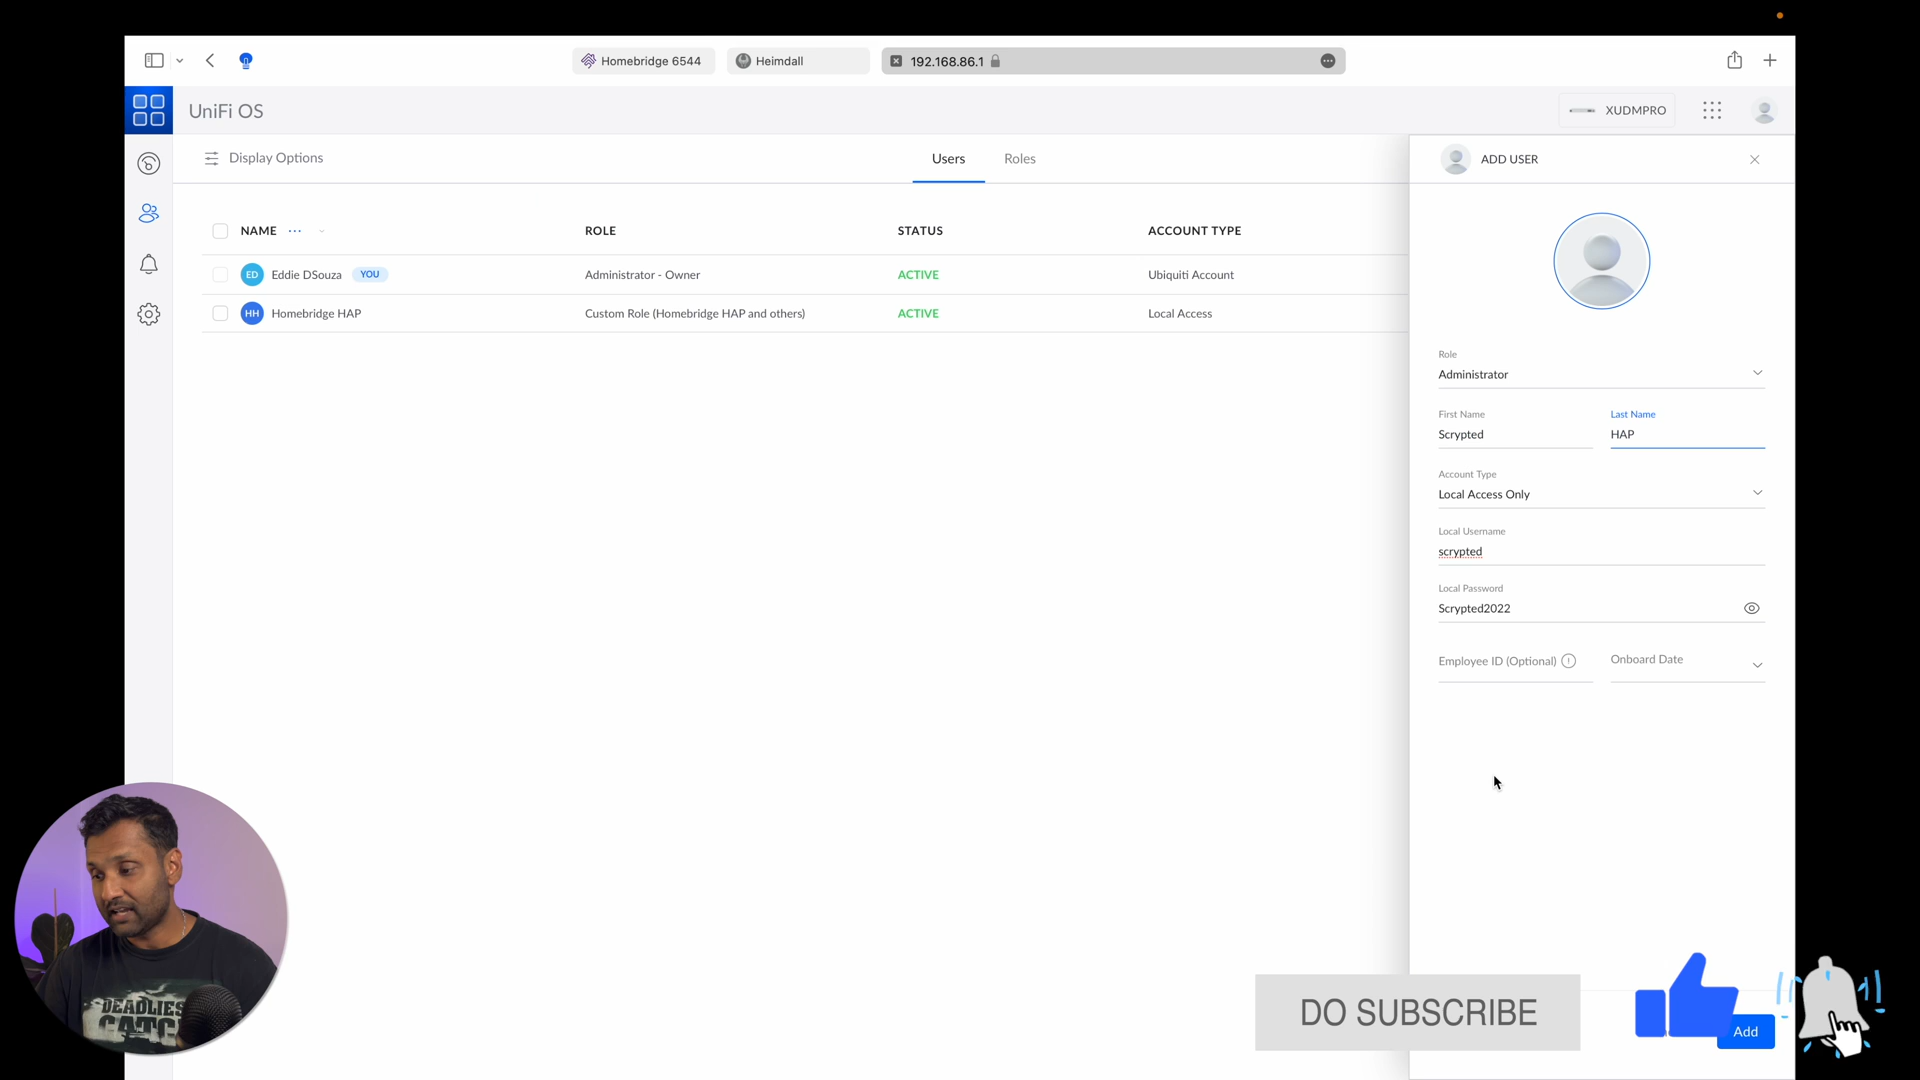 Homebridge 6544
Heimdall
192.168.86.1
UniFi OS
XUDMPRO
Display Options
Users
Roles
ADD USER
NAME
ROLE
STATUS
ACCOUNT TYPE
ED
Eddie DSouza
YOU
Administrator - Owner
ACTIVE
Ubiquiti Account
HH
Homebridge HAP
Custom Role (Homebridge HAP and others)
ACTIVE
Local Access
Role
Administrator
First Name
Last Name
Scrypted
HAP
Account Type
Local Access Only
Local Username
scrypted
Local Password
Scrypted2022
Employee ID (Optional)
Onboard Date
DEADLIES
CATC
DO SUBSCRIBE
Add